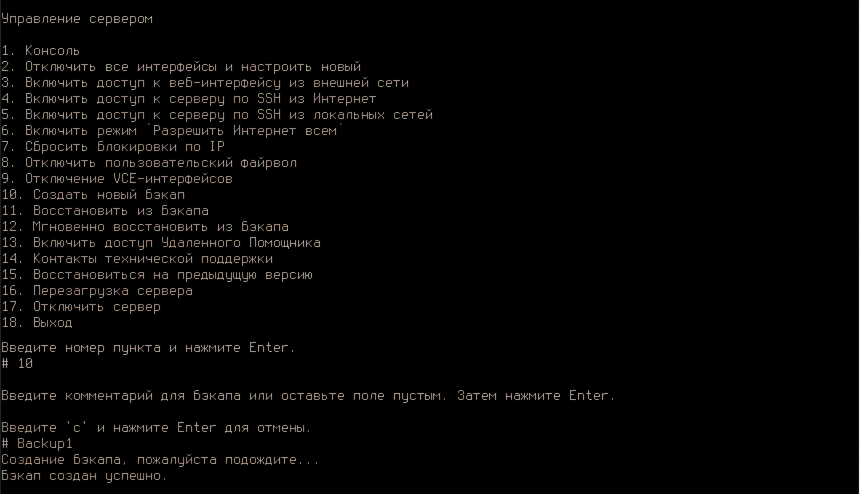 Управление сервером
1. Консоль
2. Отключить все интерфейсы и настроить новый
3. Включить доступ к веб-интерфейсу из внешней сети
4. Включить доступ к серверу по SSH из Интернет
5. Включить доступ к серверу по SSH из локальных сетей
6. Включить режим `Разрешить Интернет всем`
7. Сбросить блокировки по IP
8. Отключить пользовательский файрвол
9. Отключение VCE-интерфейсов
10. Создать новый бэкап
11. Восстановить из бэкапа
12. Мгновенно восстановить из бэкапа
13. Включить доступ Удаленного Помощника
14. Контакты технической поддержки
15. Восстановиться на предыдущую версию
16. Перезагрузка сервера
17. Отключить сервер
18. Выход
Введите номер пункта и нажмите Enter.
# 10
Введите комментарий для бэкапа или оставьте поле пустым. Затем нажмите Enter.
Введите 'c' и нажмите Enter для отмены.
# Backup1
Создание бэкапа, пожалуйста подождите...
Бэкап создан успешно.